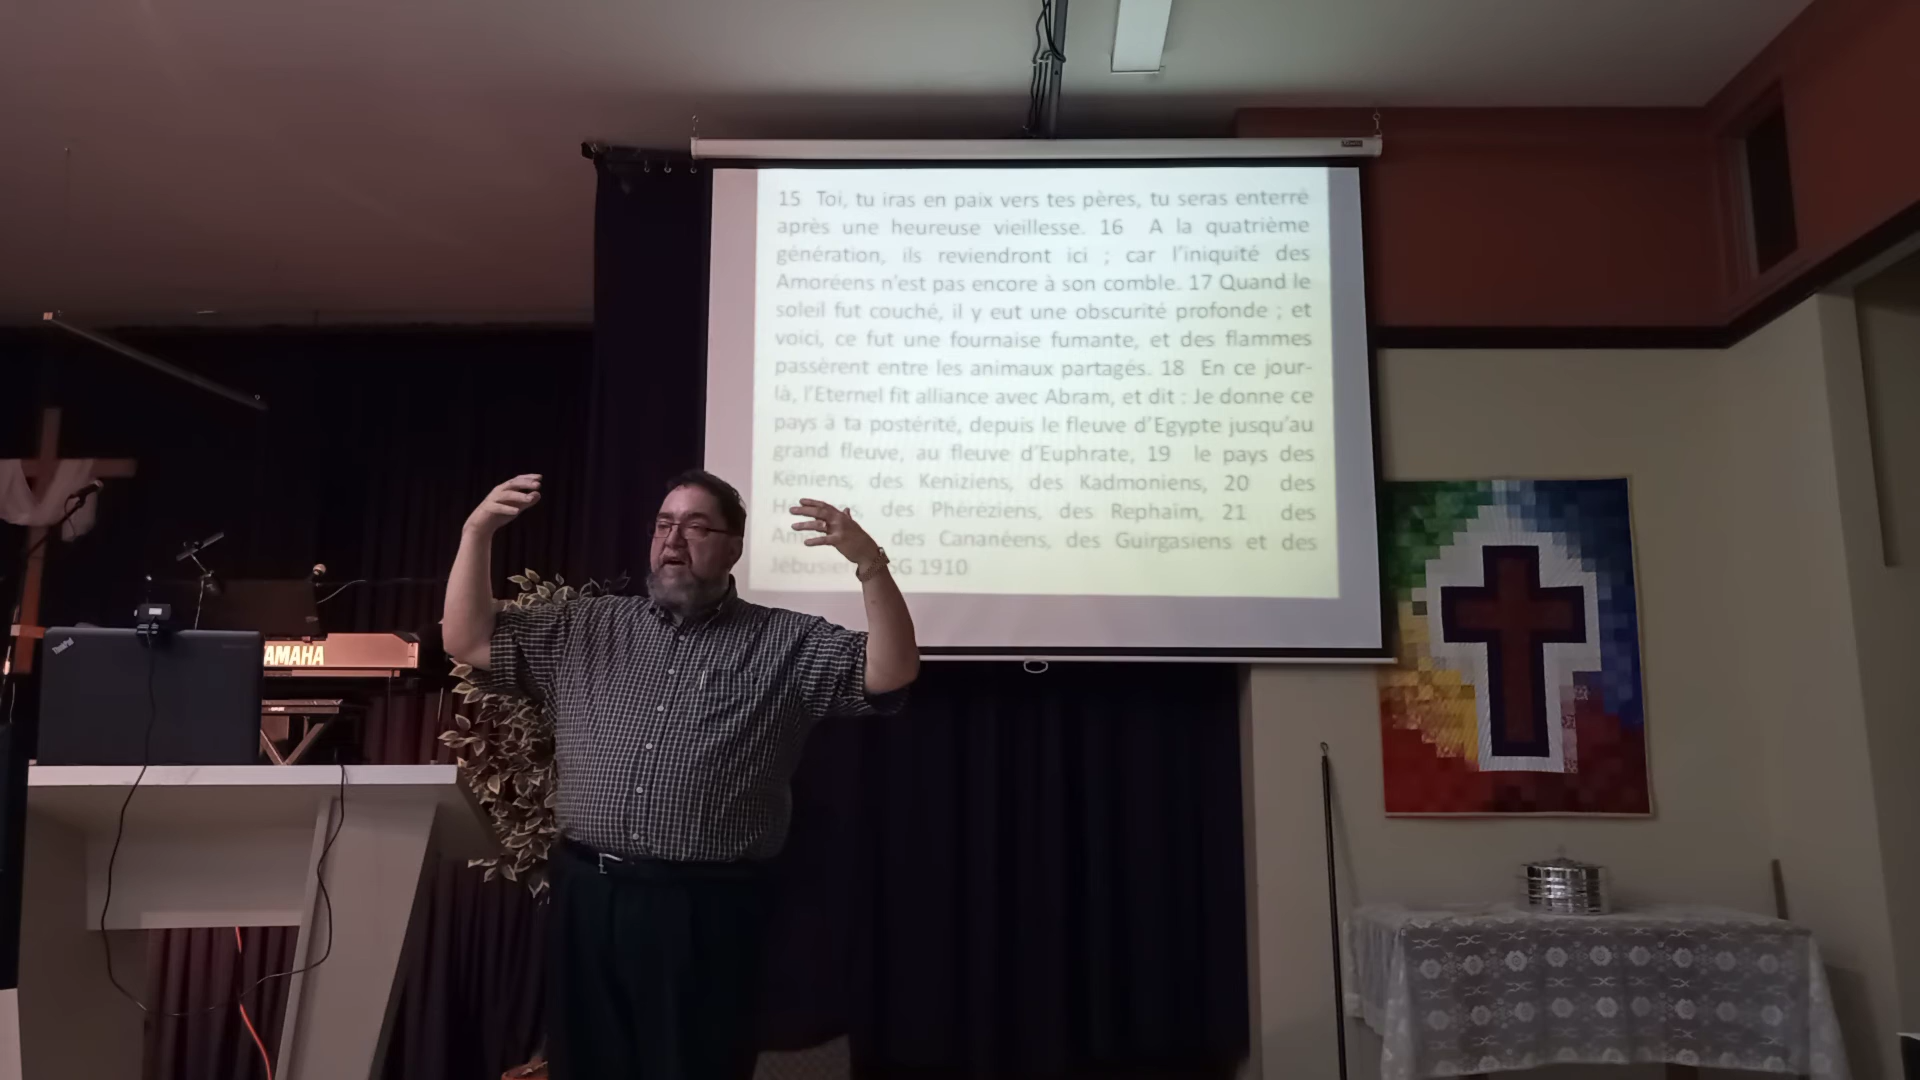 15 Toi, tu iras en paix vers tes pères, tu seras enterré
après une heureuse vieillesse. 16 A la quatrième
génération, ils reviendront ici ; car l'iniquité des
Amoréens n'est pas encore à son comble. 17 Quand le
soleil fut couché, il y eut une obscurité profonde ; et
voici, ce fut une fournaise fumante, et des flammes
passèrent entre les animaux partagés. 18 En ce jour-
là, l'Eternel fit alliance avec Abram, et dit : Je donne ce
pays à ta postérité, depuis le fleuve d'Egypte jusqu'au
grand fleuve, au fleuve d'Euphrate, 19 le pays des
Kéniens, des Keniziens, des Kadmoniens, 20 des
des Phéréziens, des Rephaïm, 21 des
des Cananéens, des Guirgasiens et des
SG 1910
ThinkPad
YAMAHA